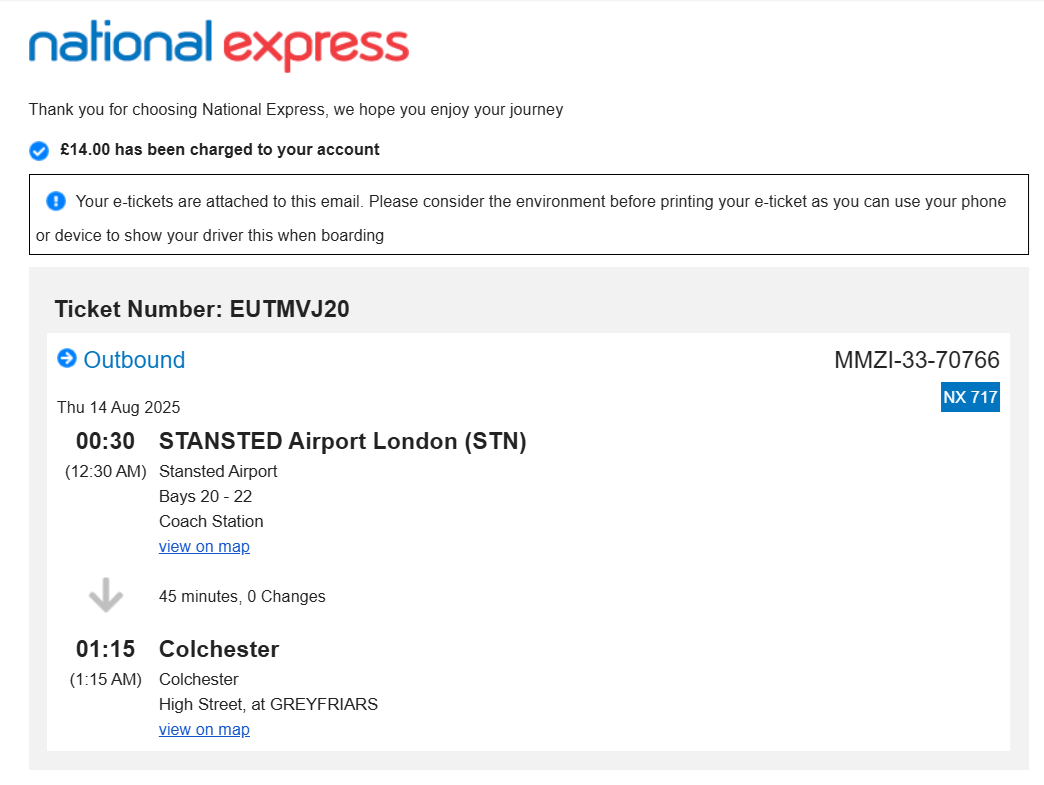 national express
Thank you for choosing National Express, we hope you enjoy your journey
£14.00 has been charged to your account
Your e-tickets are attached to this email. Please consider the environment before printing your e-ticket as you can use your phone
or device to show your driver this when boarding
Ticket Number: EUTMVJ20
Outbound
MMZI-33-70766
NX 717
Thu 14 Aug 2025
00:30 STANSTED Airport London (STN)
(12:30 AM) Stansted Airport
Bays 20 - 22
Coach Station
view on map
45 minutes, 0 Changes
01:15 Colchester
(1:15 AM) Colchester
High Street, at GREYFRIARS
view on map